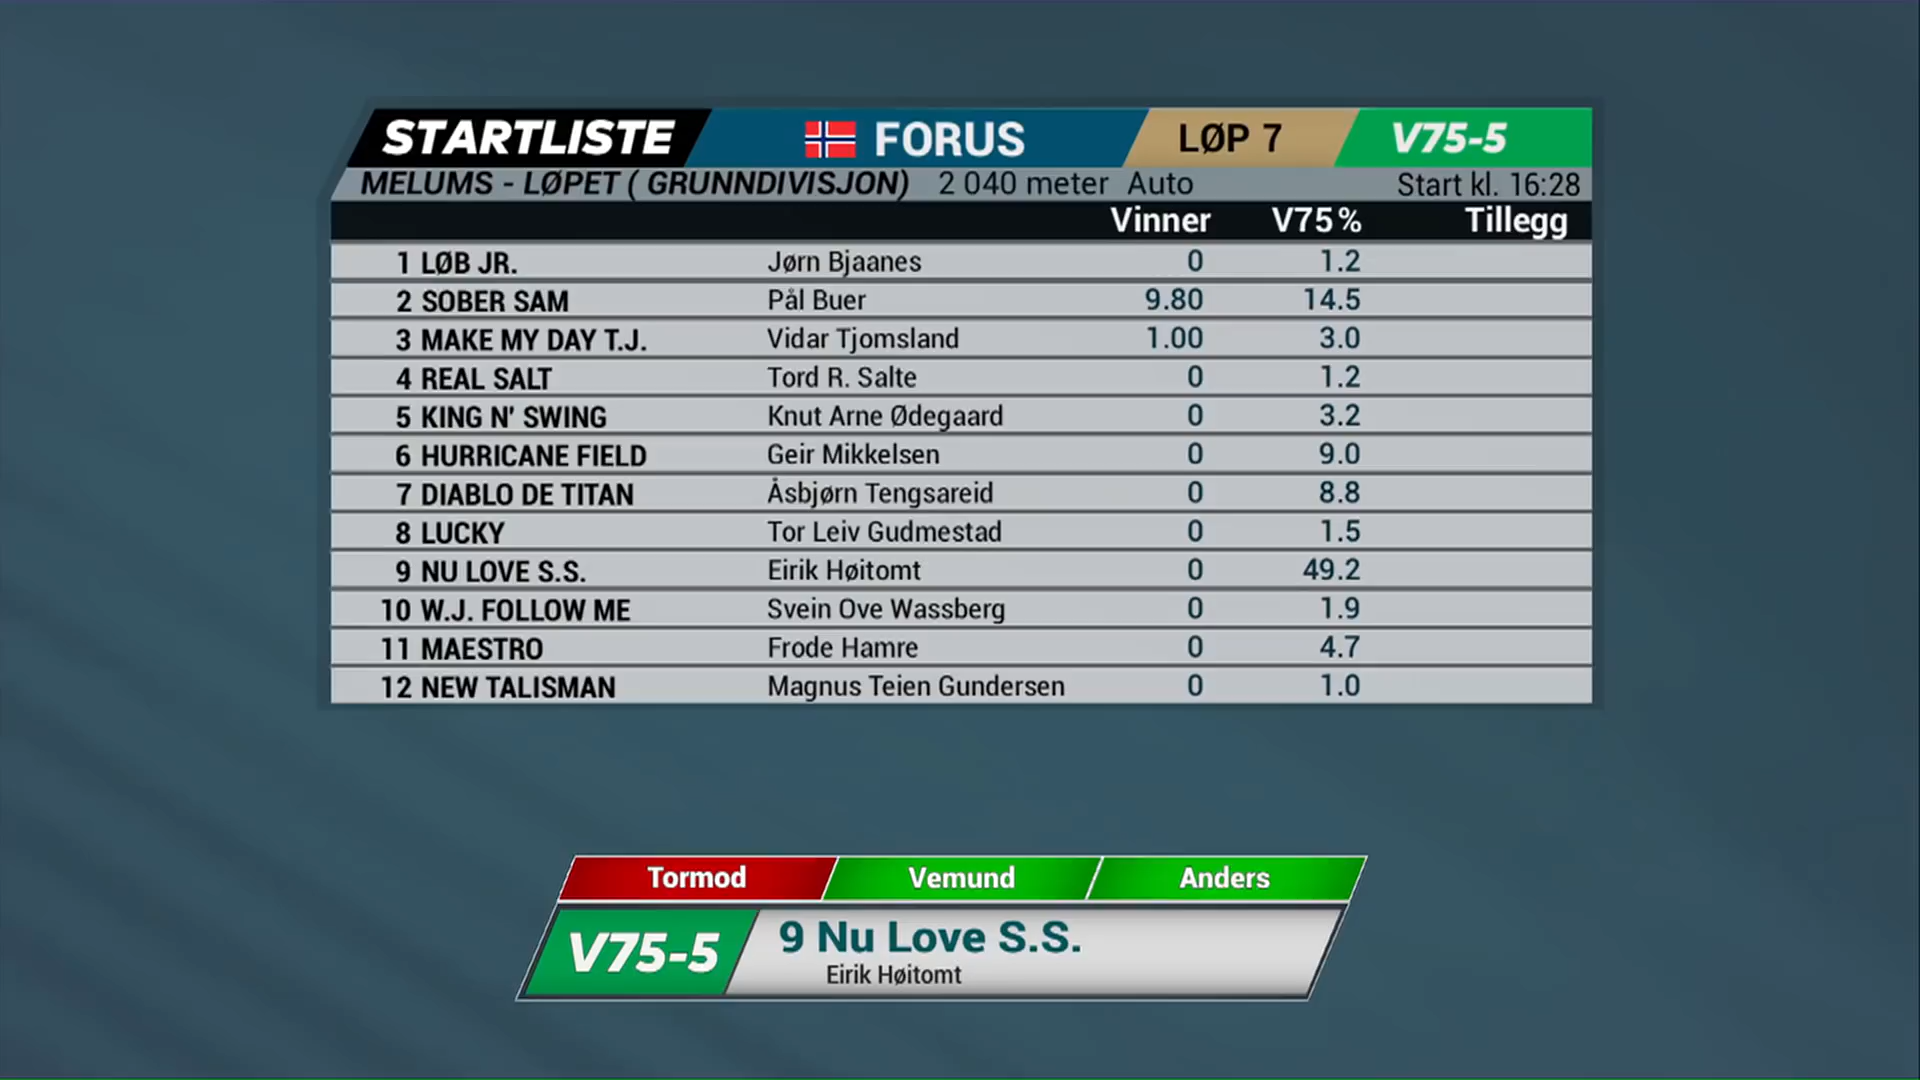 STARTLISTE FORUS LØP 7 V75-5
MELUMS - LØPET ( GRUNNDIVISJON) 2 040 meter Auto Start kl. 16:28
Vinner V75% Tillegg
1 LØB JR. Jørn Bjaanes 0 1.2
2 SOBER SAM Pål Buer 9.80 14.5
3 MAKE MY DAY T.J. Vidar Tjomsland 1.00 3.0
4 REAL SALT Tord R. Salte 0 1.2
5 KING N' SWING Knut Arne Ødegaard 0 3.2
6 HURRICANE FIELD Geir Mikkelsen 0 9.0
7 DIABLO DE TITAN Åsbjørn Tengsareid 0 8.8
8 LUCKY Tor Leiv Gudmestad 0 1.5
9 NU LOVE S.S. Eirik Høitomt 0 49.2
10 W.J. FOLLOW ME Svein Ove Wassberg 0 1.9
11 MAESTRO Frode Hamre 0 4.7
12 NEW TALISMAN Magnus Teien Gundersen 0 1.0
Tormod Vemund Anders
V75-5 9 Nu Love S.S.
Eirik Høitomt